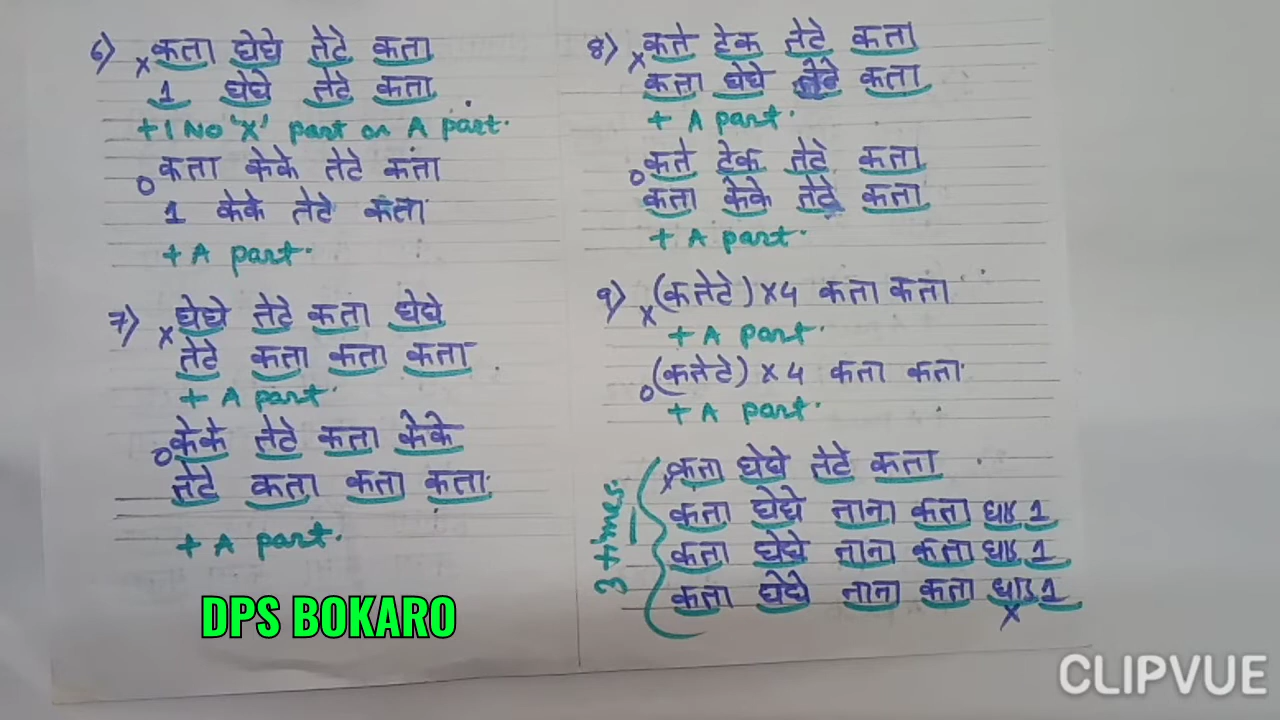 6) x कता घेघे तेटे कता
1 घेघे तेटे कता
+ 1 No 'x' part or A part.
o कता केके तेटे कता
1 केके तेटे कता
+ A part.
7) x घेघे तेटे कता घेघे
तेटे कता कता कता
+ A part.
o केके तेटे कता केके
तेटे कता कता कता
+ A part.
DPS BOKARO
8) x कते टेक तेटे कता
कता घेघे तेटे कता
+ A part.
o कते टेक तेटे कता
कता केके तेटे कता
+ A part.
9) x (कतेटे) x 4 कता कता
+ A part.
o (कतेटे) x 4 कता कता
+ A part.
3 times.
x कता घेघे तेटे कता
कता घेघे नाना कता धाऽ 1
कता घेघे नाना कता धाऽ 1
कता घेघे नाना कता धाऽ 1
x
CLIPVUE